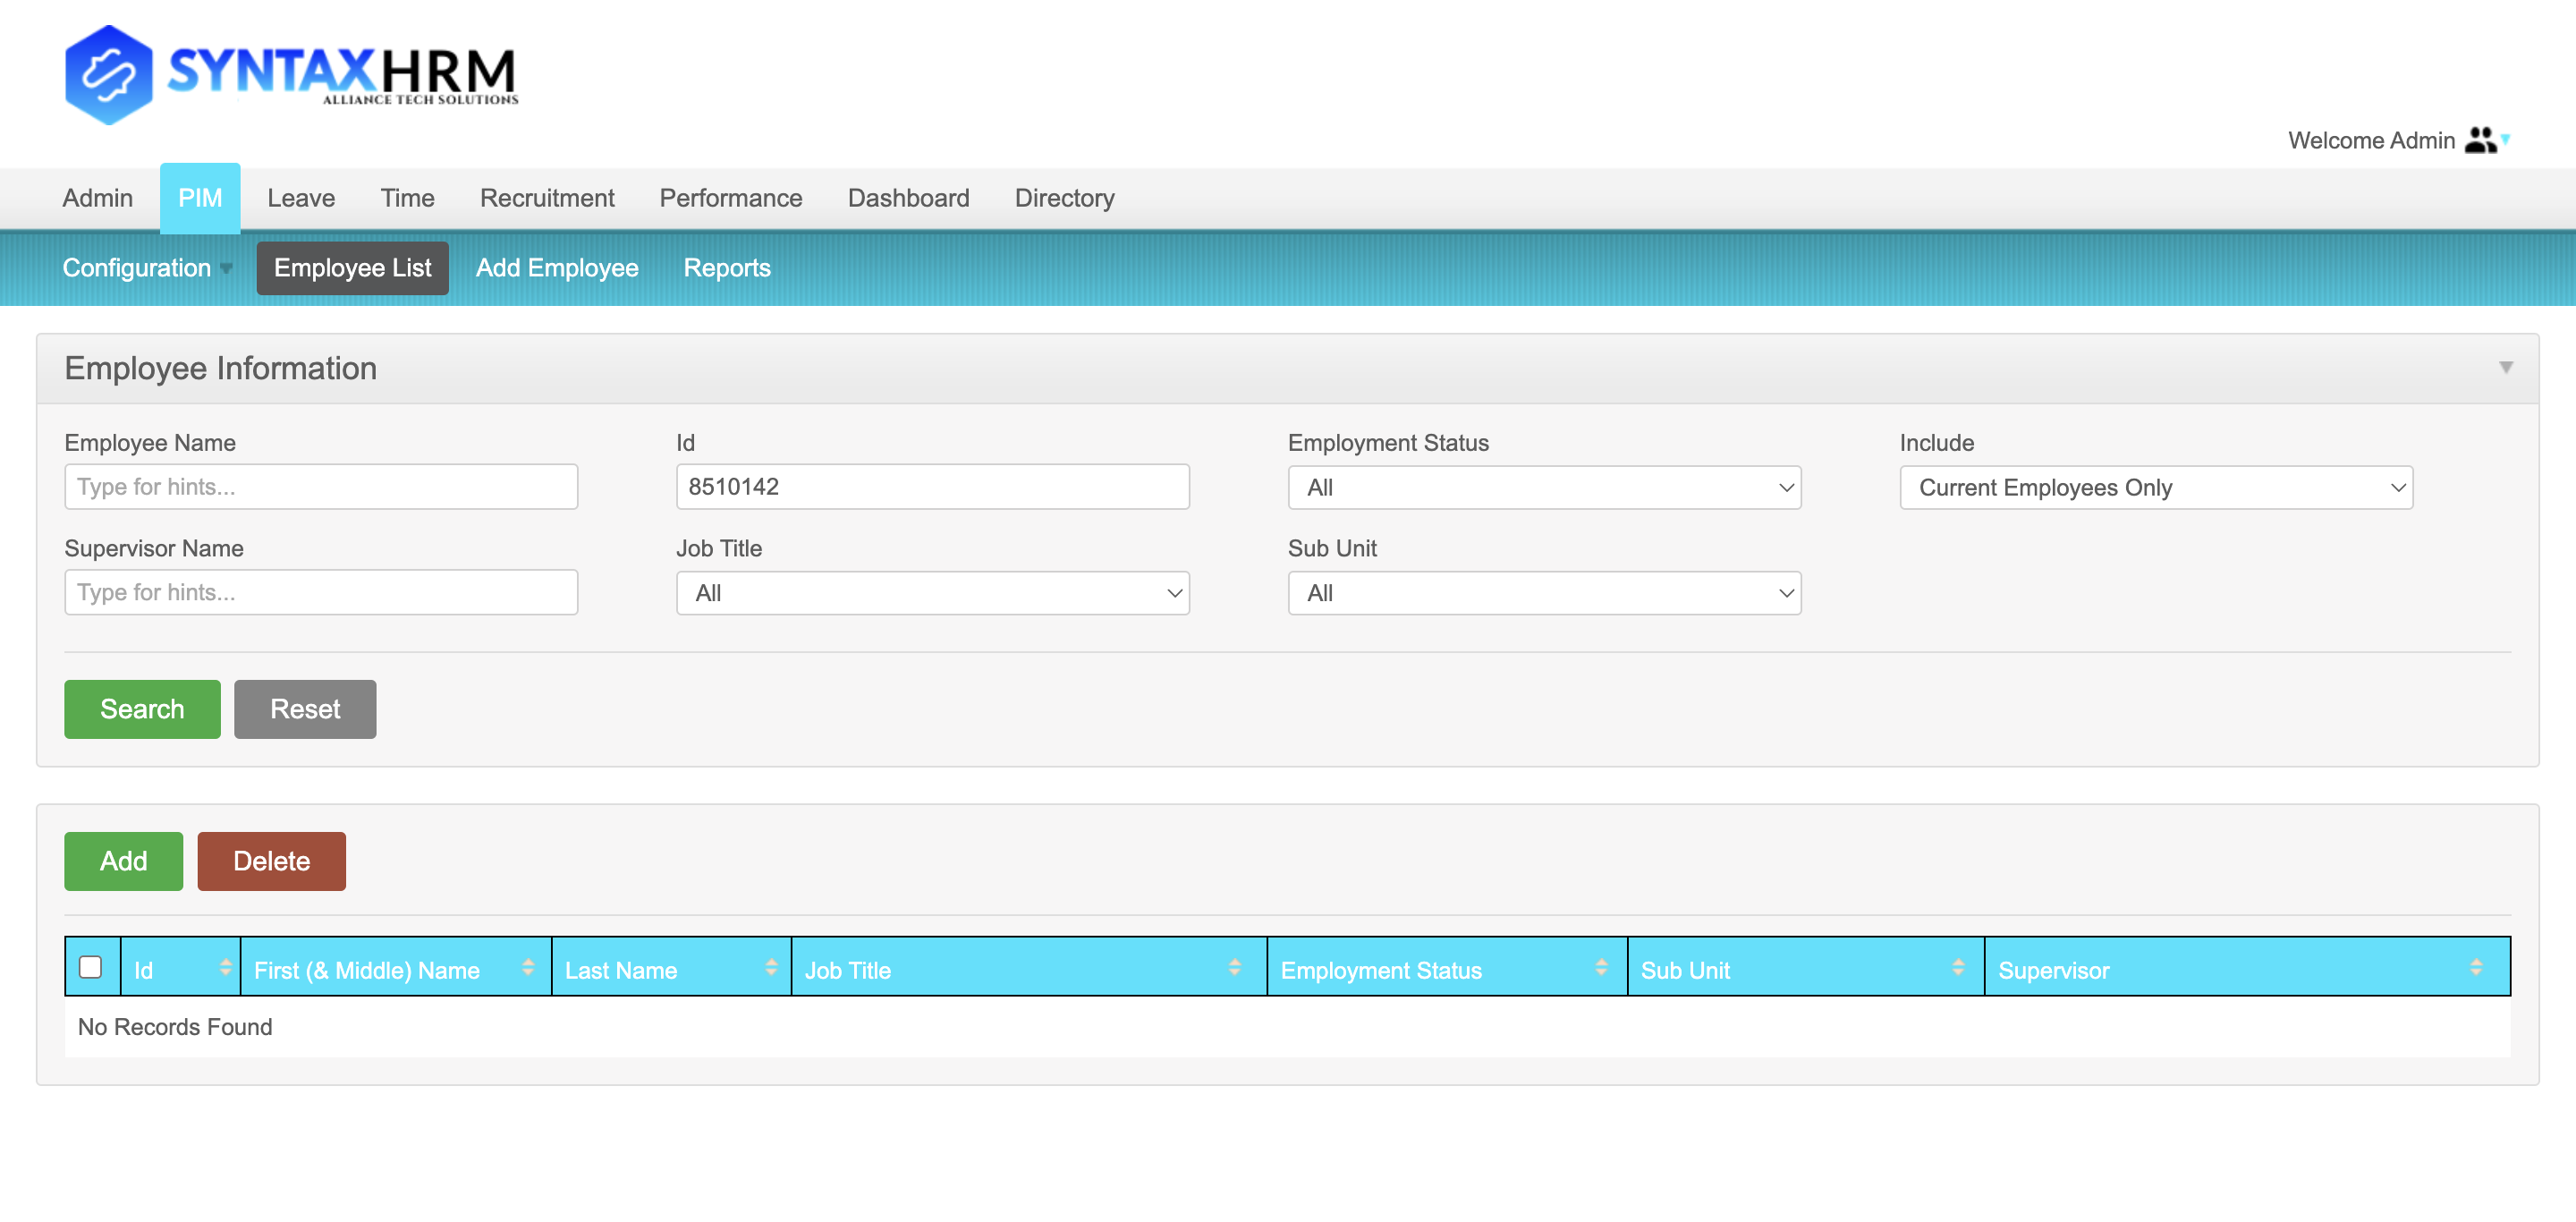 SYNTAXHRM
ALLIANCE TECH SOLUTIONS
Welcome Admin
Admin PIM Leave Time Recruitment Performance Dashboard Directory
Configuration Employee List Add Employee Reports
Employee Information
Employee Name Id Employment Status Include
Type for hints... 8510142 All Current Employees Only
Supervisor Name Job Title Sub Unit
Type for hints... All All
Search Reset
Add Delete
Id First (& Middle) Name Last Name Job Title Employment Status Sub Unit Supervisor
No Records Found